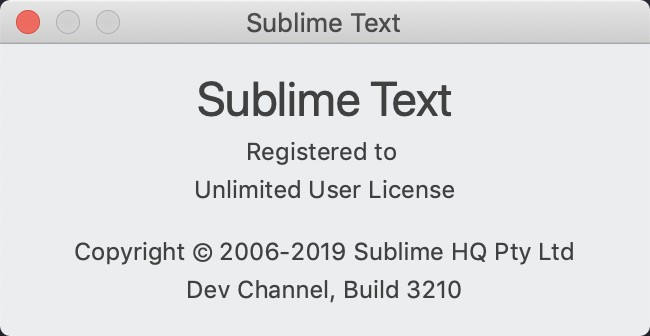 Sublime Text
Sublime Text
Registered to
Unlimited User License
Copyright © 2006-2019 Sublime HQ Pty Ltd
Dev Channel, Build 3210